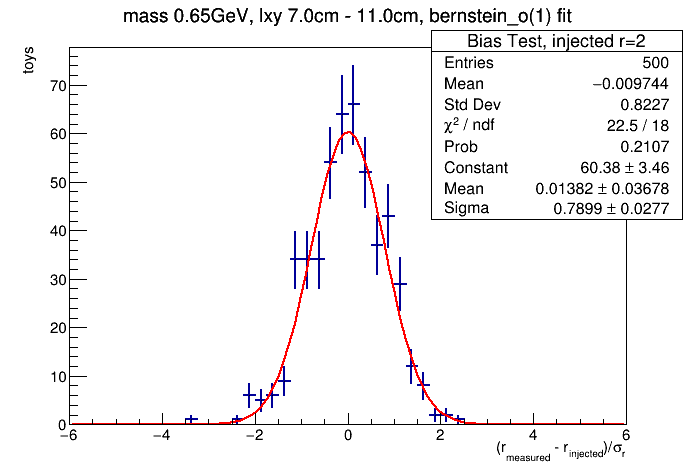 mass 0.65GeV, lxy 7.0cm - 11.0cm, bernstein_o(1) fit
Bias Test, injected r=2
Entries 500
Mean −0.009744
Std Dev 0.8227
χ² / ndf 22.5 / 18
Prob 0.2107
Constant 60.38 ± 3.46
Mean 0.01382 ± 0.03678
Sigma 0.7899 ± 0.0277
toys
70
60
50
40
30
20
10
0
−6 −4 −2 0 2 4 6
(r_measured - r_injected)/σ_r